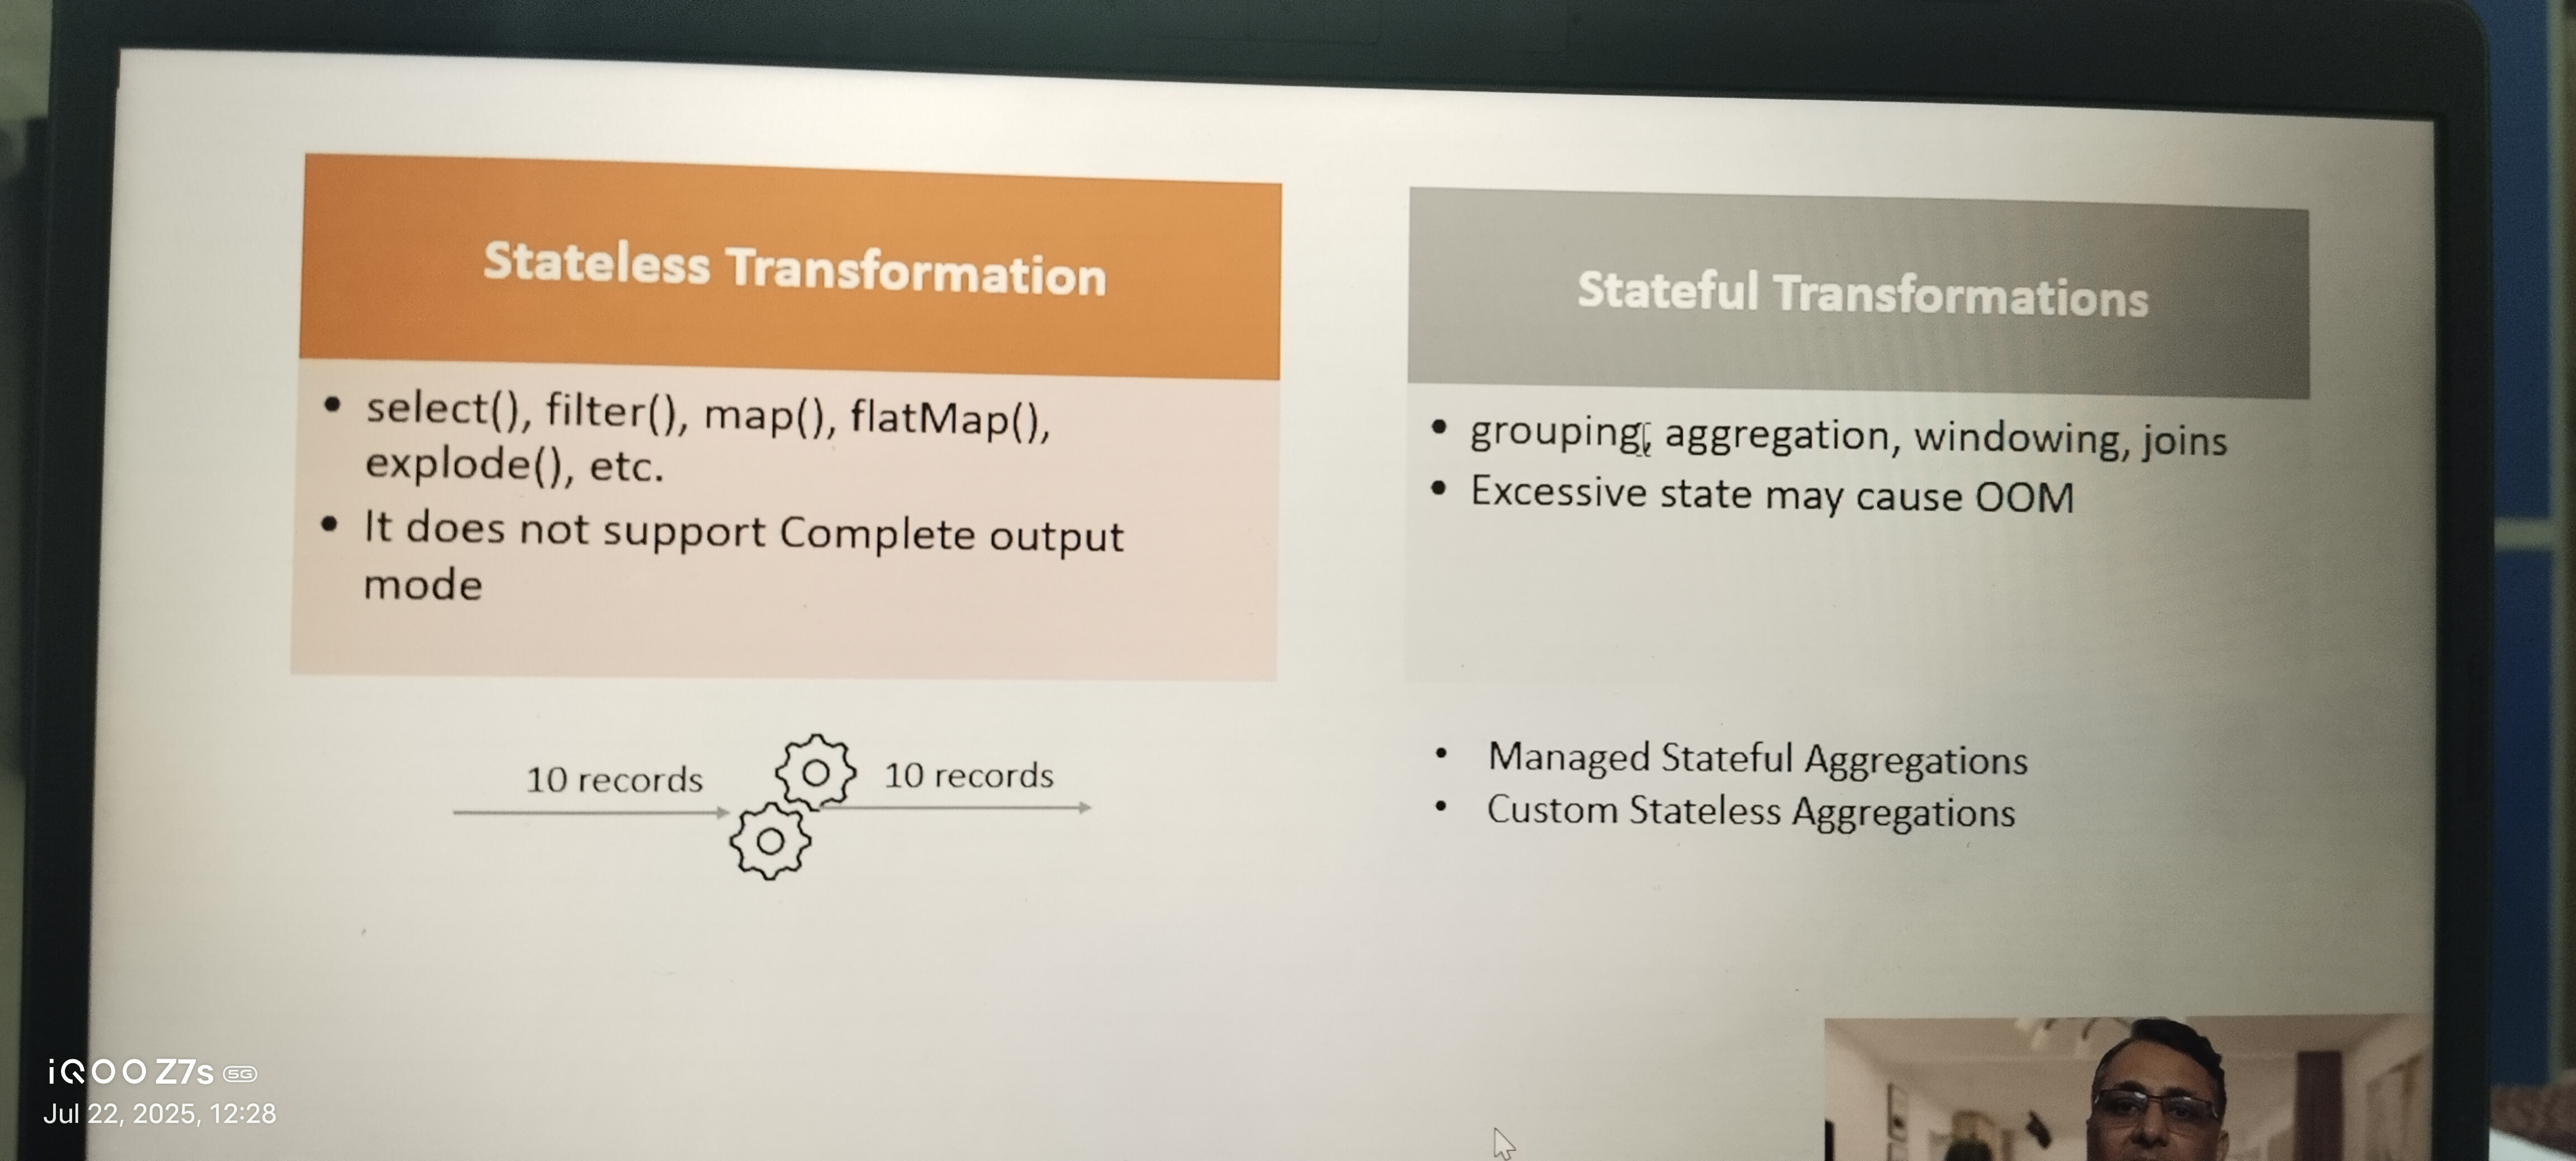 Stateless Transformation
• select(), filter(), map(), flatMap(),
explode(), etc.
• It does not support Complete output
mode
10 records
10 records
Stateful Transformations
• grouping, aggregation, windowing, joins
• Excessive state may cause OOM
• Managed Stateful Aggregations
• Custom Stateless Aggregations
iQOO Z7s 5G
Jul 22, 2025, 12:28